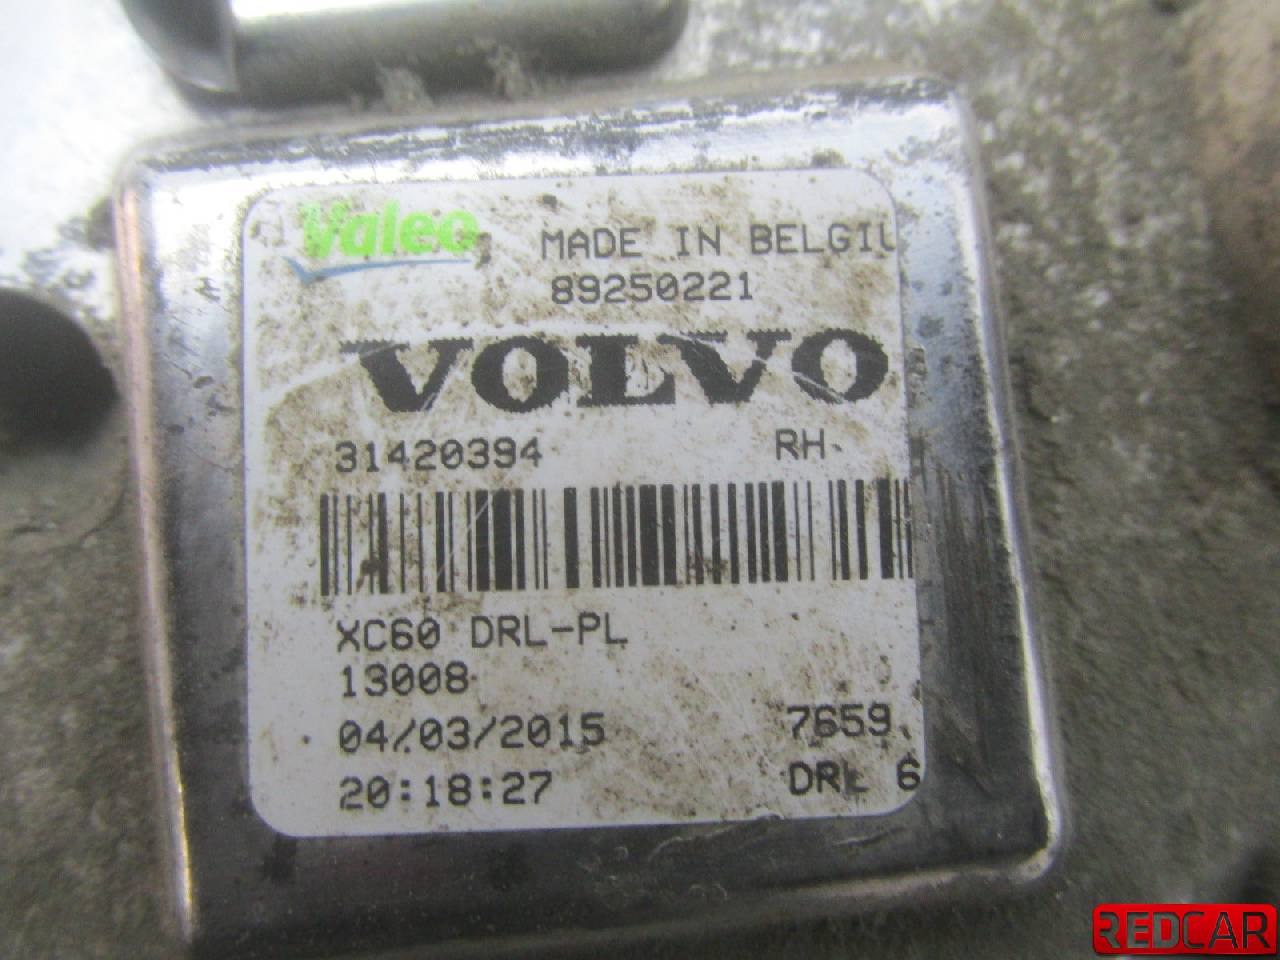 Valeo
MADE IN BELGIU
89250221
VOLVO
31420394 RH
XC60 DRL-PL
13008
04/03/2015 7659
20:18:27 DRL 6
REDCAR